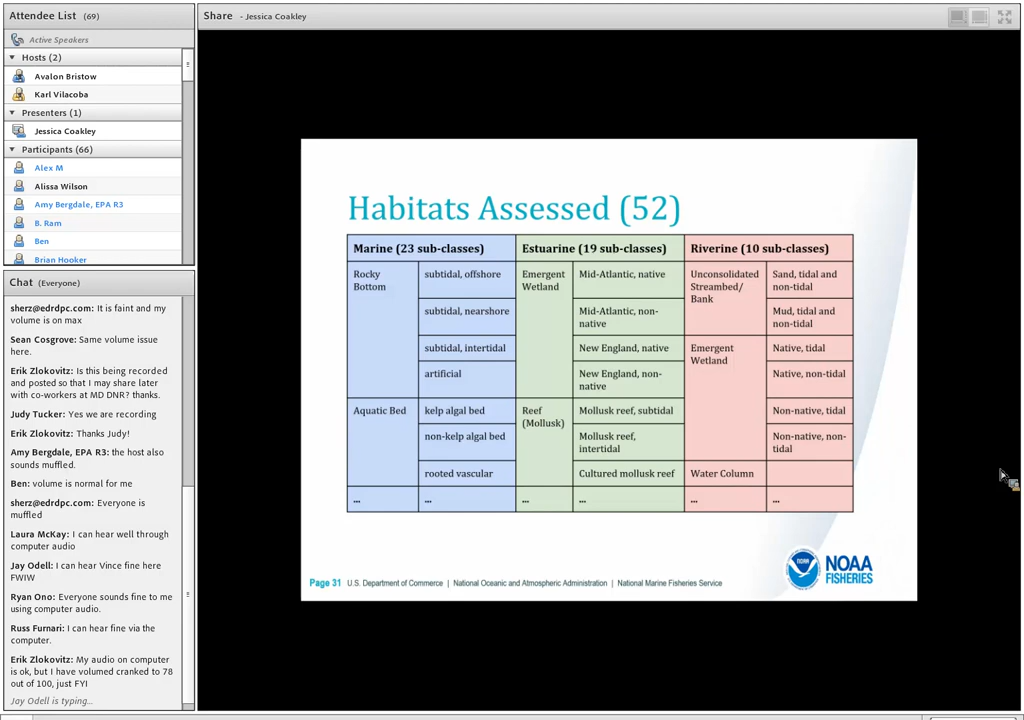 Attendee List (69)
Active Speakers
Hosts (2)
Avalon Bristow
Karl Vilacoba
Presenters (1)
Jessica Coakley
Participants (66)
Alex M
Alissa Wilson
Amy Bergdale, EPA R3
B. Ram
Ben
Brian Hooker
Chat (Everyone)
sherz@edrdpc.com: It is faint and my
volume is on max
Sean Cosgrove: Same volume issue
here.
Erik Zlokovitz: Is this being recorded
and posted so that I may share later
with co-workers at MD DNR? thanks.
Judy Tucker: Yes we are recording
Erik Zlokovitz: Thanks Judy!
Amy Bergdale, EPA R3: the host also
sounds muffled.
Ben: volume is normal for me
sherz@edrdpc.com: Everyone is
muffled
Laura McKay: I can hear well through
computer audio
Jay Odell: I can hear Vince fine here
FWIW
Ryan Ono: Everyone sounds fine to me
using computer audio.
Russ Furnari: I can hear fine via the
computer.
Erik Zlokovitz: My audio on computer
is ok, but I have volumed cranked to 78
out of 100, just FYI
Jay Odell is typing...
Share - Jessica Coakley
Habitats Assessed (52)
Marine (23 sub-classes) Estuarine (19 sub-classes) Riverine (10 sub-classes)
Rocky
Bottom
subtidal, offshore
subtidal, nearshore
subtidal, intertidal
artificial
Aquatic Bed
kelp algal bed
non-kelp algal bed
rooted vascular
... ...
Emergent
Wetland
Mid-Atlantic, native
Mid-Atlantic, non-
native
New England, native
New England, non-
native
Reef
(Mollusk)
Mollusk reef, subtidal
Mollusk reef,
intertidal
Cultured mollusk reef
... ...
Unconsolidated
Streambed/
Bank
Sand, tidal and
non-tidal
Mud, tidal and
non-tidal
Emergent
Wetland
Native, tidal
Native, non-tidal
Non-native, tidal
Non-native, non-
tidal
Water Column
... ...
Page 31 U.S. Department of Commerce | National Oceanic and Atmospheric Administration | National Marine Fisheries Service
NOAA
NOAA
FISHERIES